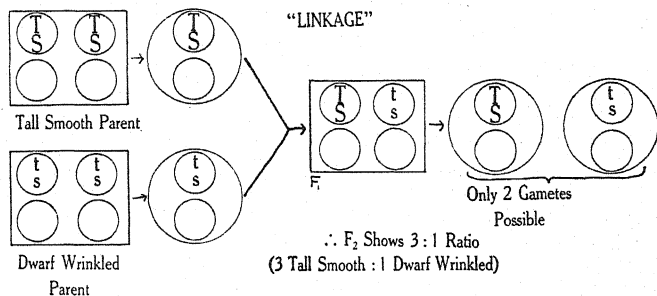 "LINKAGE"
T T
S S
T
S
Tall Smooth Parent
t t
s s
t
s
Dwarf Wrinkled
Parent
T t
S s
F₁
T
S
t
s
Only 2 Gametes
Possible
∴ F₂ Shows 3 : 1 Ratio
(3 Tall Smooth : 1 Dwarf Wrinkled)